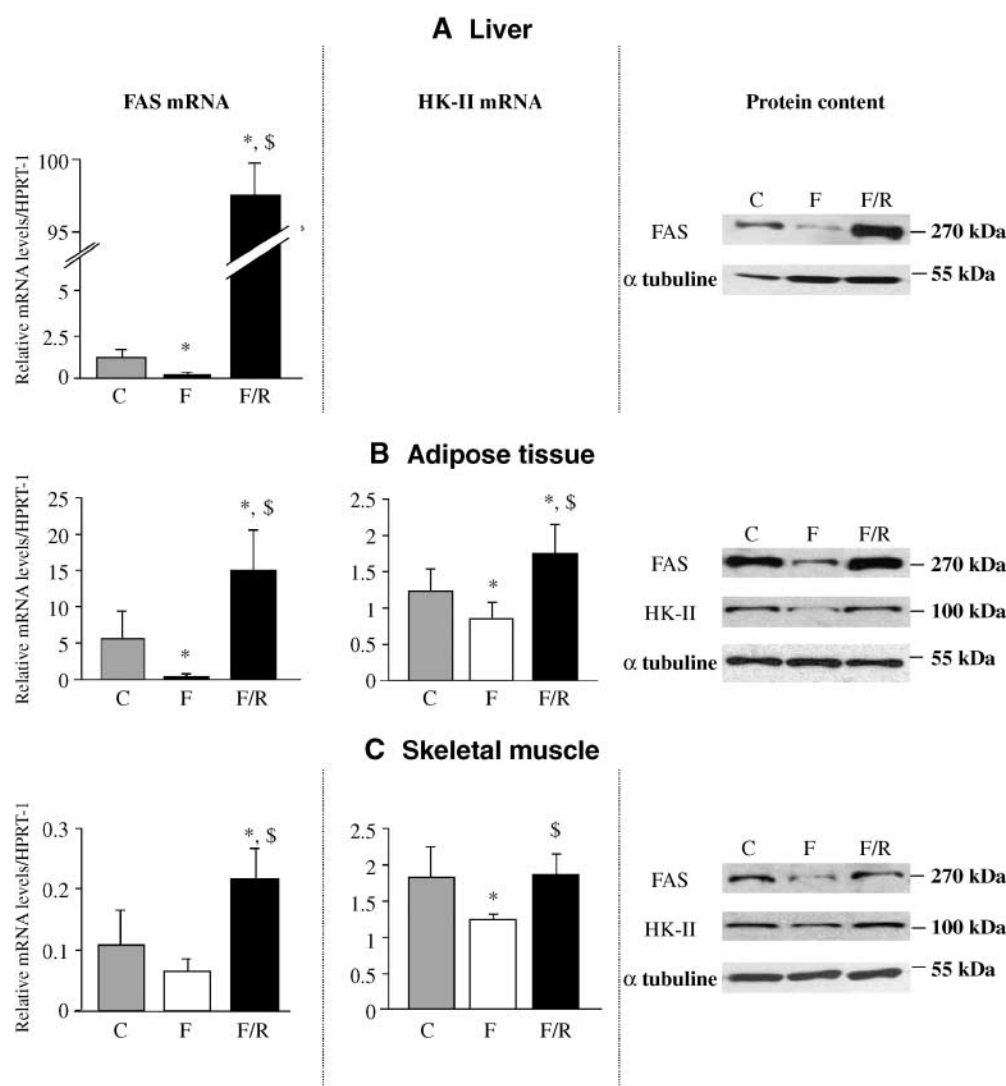 A Liver
FAS mRNA
HK-II mRNA
Protein content
Relative mRNA levels/HPRT-1
100
95
5
2.5
0
*
*, $
C F F/R
C F F/R
FAS
270 kDa
α tubuline
55 kDa
B Adipose tissue
Relative mRNA levels/HPRT-1
25
20
15
10
5
0
*
*, $
C F F/R
2.5
2
1.5
1
0.5
0
*
*, $
C F F/R
C F F/R
FAS
270 kDa
HK-II
100 kDa
α tubuline
55 kDa
C Skeletal muscle
Relative mRNA levels/HPRT-1
0.3
0.2
0.1
0
*, $
C F F/R
2.5
2
1.5
1
0.5
0
*
$
C F F/R
C F F/R
FAS
270 kDa
HK-II
100 kDa
α tubuline
55 kDa